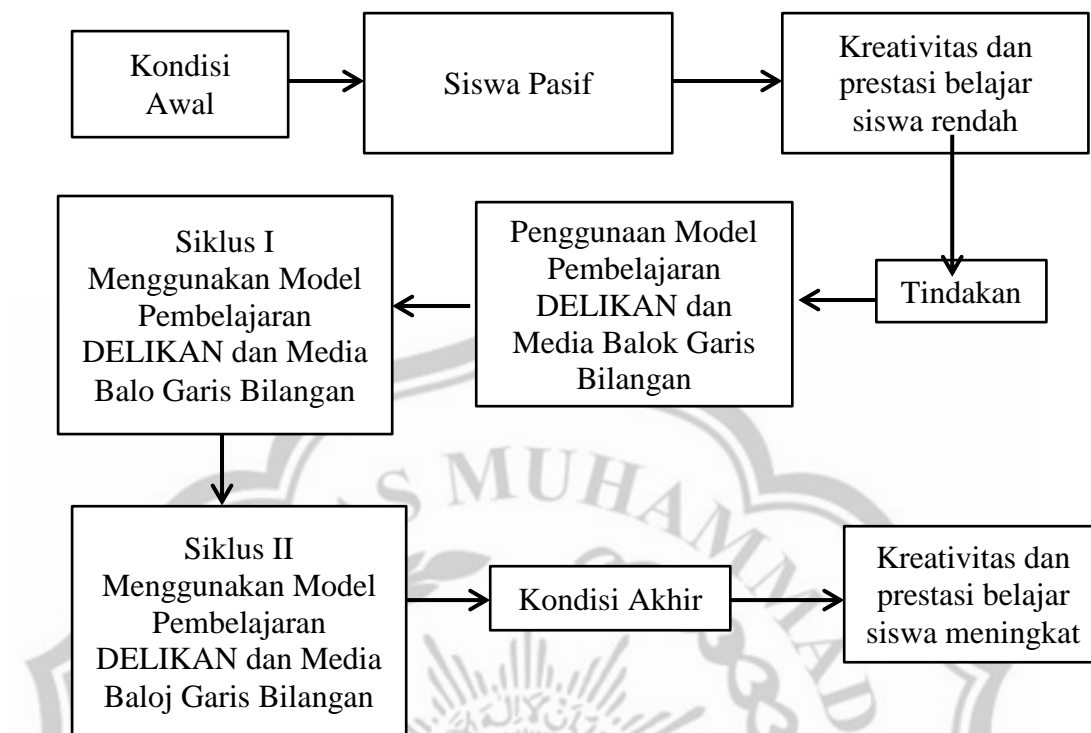 Kondisi
Awal
Siswa Pasif
Kreativitas dan
prestasi belajar
siswa rendah
Tindakan
Penggunaan Model
Pembelajaran
DELIKAN dan
Media Balok Garis
Bilangan
Siklus I
Menggunakan Model
Pembelajaran
DELIKAN dan Media
Balo Garis Bilangan
Siklus II
Menggunakan Model
Pembelajaran
DELIKAN dan Media
Baloj Garis Bilangan
Kondisi Akhir
Kreativitas dan
prestasi belajar
siswa meningkat
AS MUHAMMAD